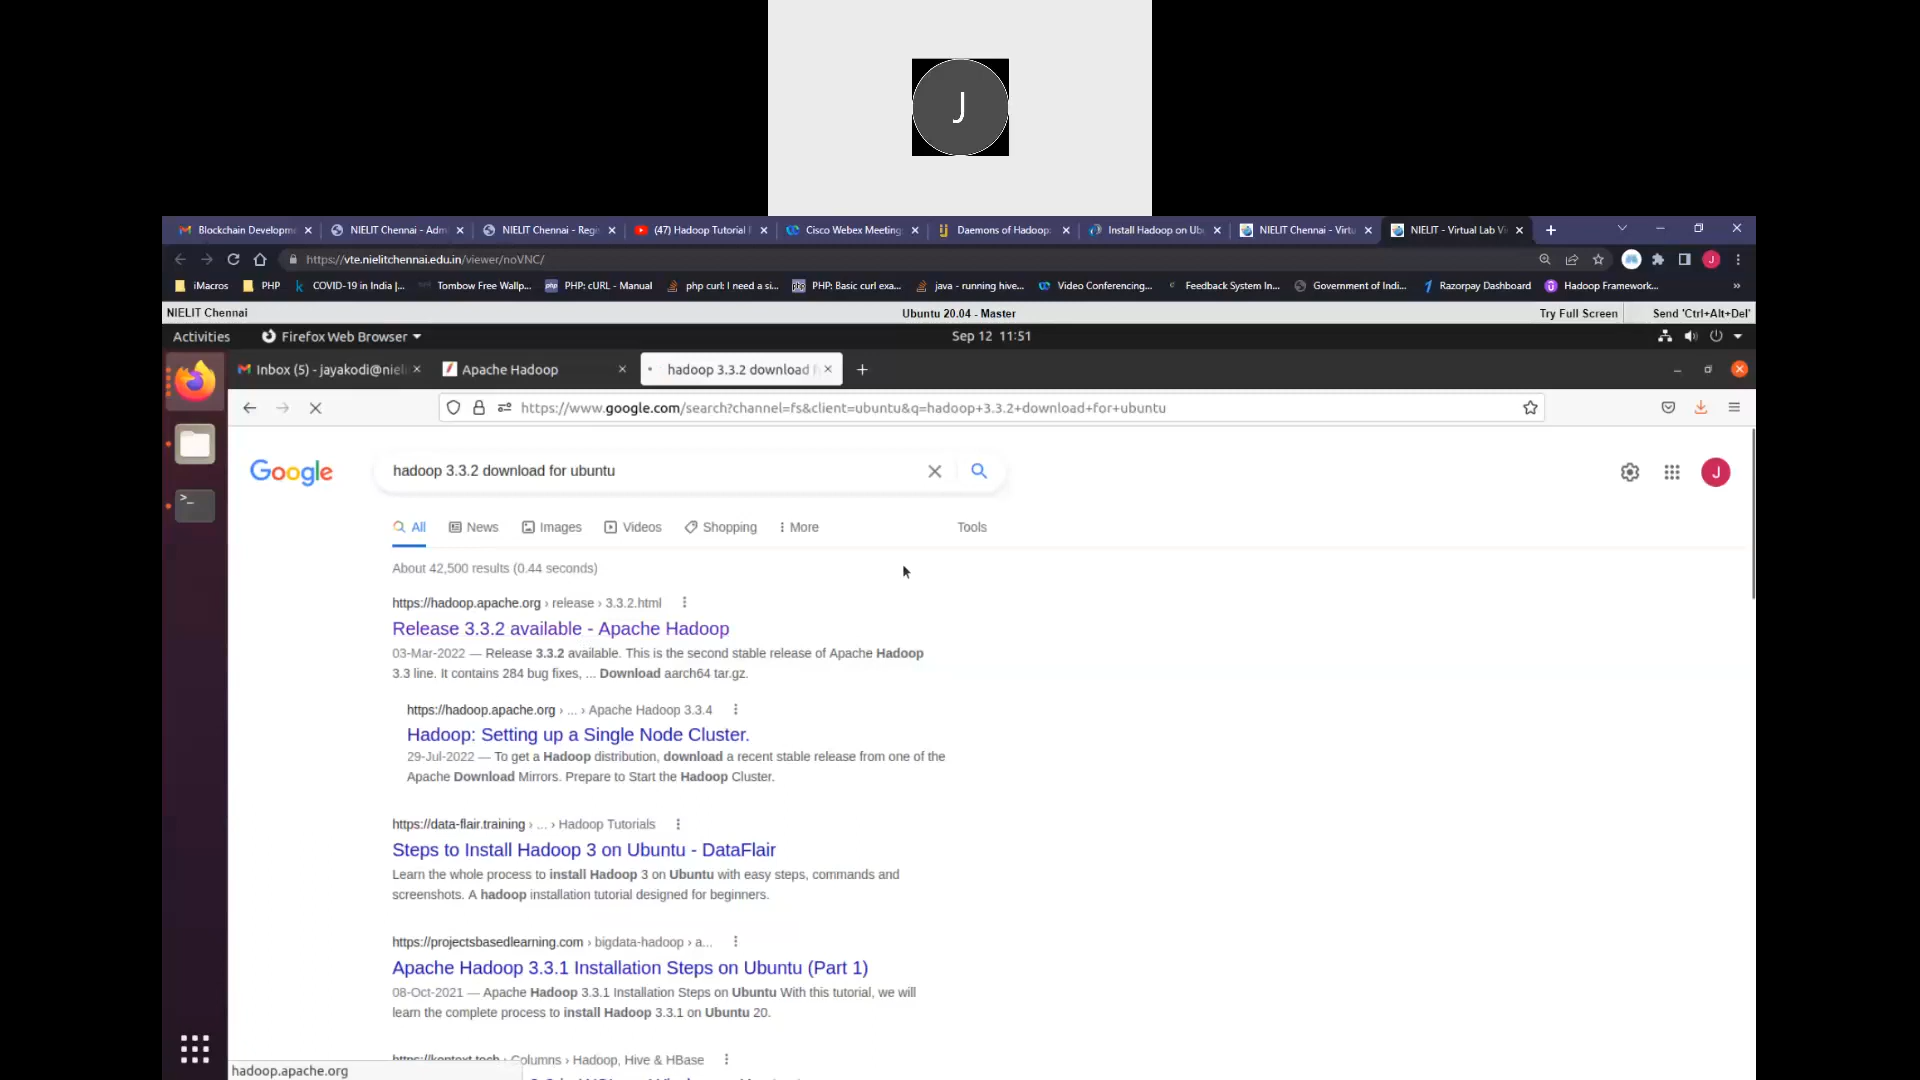 J
Blockchain Developme
NIELIT Chennai - Adm
NIELIT Chennai - Regi
(47) Hadoop Tutorial
Cisco Webex Meeting
Daemons of Hadoop
Install Hadoop on Ub
NIELIT Chennai - Virtu
NIELIT - Virtual Lab Vi
https://vte.nielitchennai.edu.in/viewer/noVNC/
J
iMacros
PHP
COVID-19 in India |...
Tombow Free Wallp...
PHP: cURL - Manual
php curl: I need a si...
PHP: Basic curl exa...
java - running hive...
Video Conferencing...
Feedback System In...
Government of Indi...
Razorpay Dashboard
Hadoop Framework...
»
NIELIT Chennai
Ubuntu 20.04 - Master
Try Full Screen
Send 'Ctrl+Alt+Del'
Activities
Firefox Web Browser
Sep 12 11:51
Inbox (5) - jayakodi@niel
Apache Hadoop
hadoop 3.3.2 download
https://www.google.com/search?channel=fs&client=ubuntu&q=hadoop+3.3.2+download+for+ubuntu
Google
hadoop 3.3.2 download for ubuntu
J
All
News
Images
Videos
Shopping
More
Tools
About 42,500 results (0.44 seconds)
https://hadoop.apache.org › release › 3.3.2.html
Release 3.3.2 available - Apache Hadoop
03-Mar-2022 — Release 3.3.2 available. This is the second stable release of Apache Hadoop
3.3 line. It contains 284 bug fixes, ... Download aarch64 tar.gz.
https://hadoop.apache.org › ... › Apache Hadoop 3.3.4
Hadoop: Setting up a Single Node Cluster.
29-Jul-2022 — To get a Hadoop distribution, download a recent stable release from one of the
Apache Download Mirrors. Prepare to Start the Hadoop Cluster.
https://data-flair.training › ... › Hadoop Tutorials
Steps to Install Hadoop 3 on Ubuntu - DataFlair
Learn the whole process to install Hadoop 3 on Ubuntu with easy steps, commands and
screenshots. A hadoop installation tutorial designed for beginners.
https://projectsbasedlearning.com › bigdata-hadoop › a...
Apache Hadoop 3.3.1 Installation Steps on Ubuntu (Part 1)
08-Oct-2021 — Apache Hadoop 3.3.1 Installation Steps on Ubuntu With this tutorial, we will
learn the complete process to install Hadoop 3.3.1 on Ubuntu 20.
https://kontext.tech › Columns › Hadoop, Hive & HBase
hadoop.apache.org